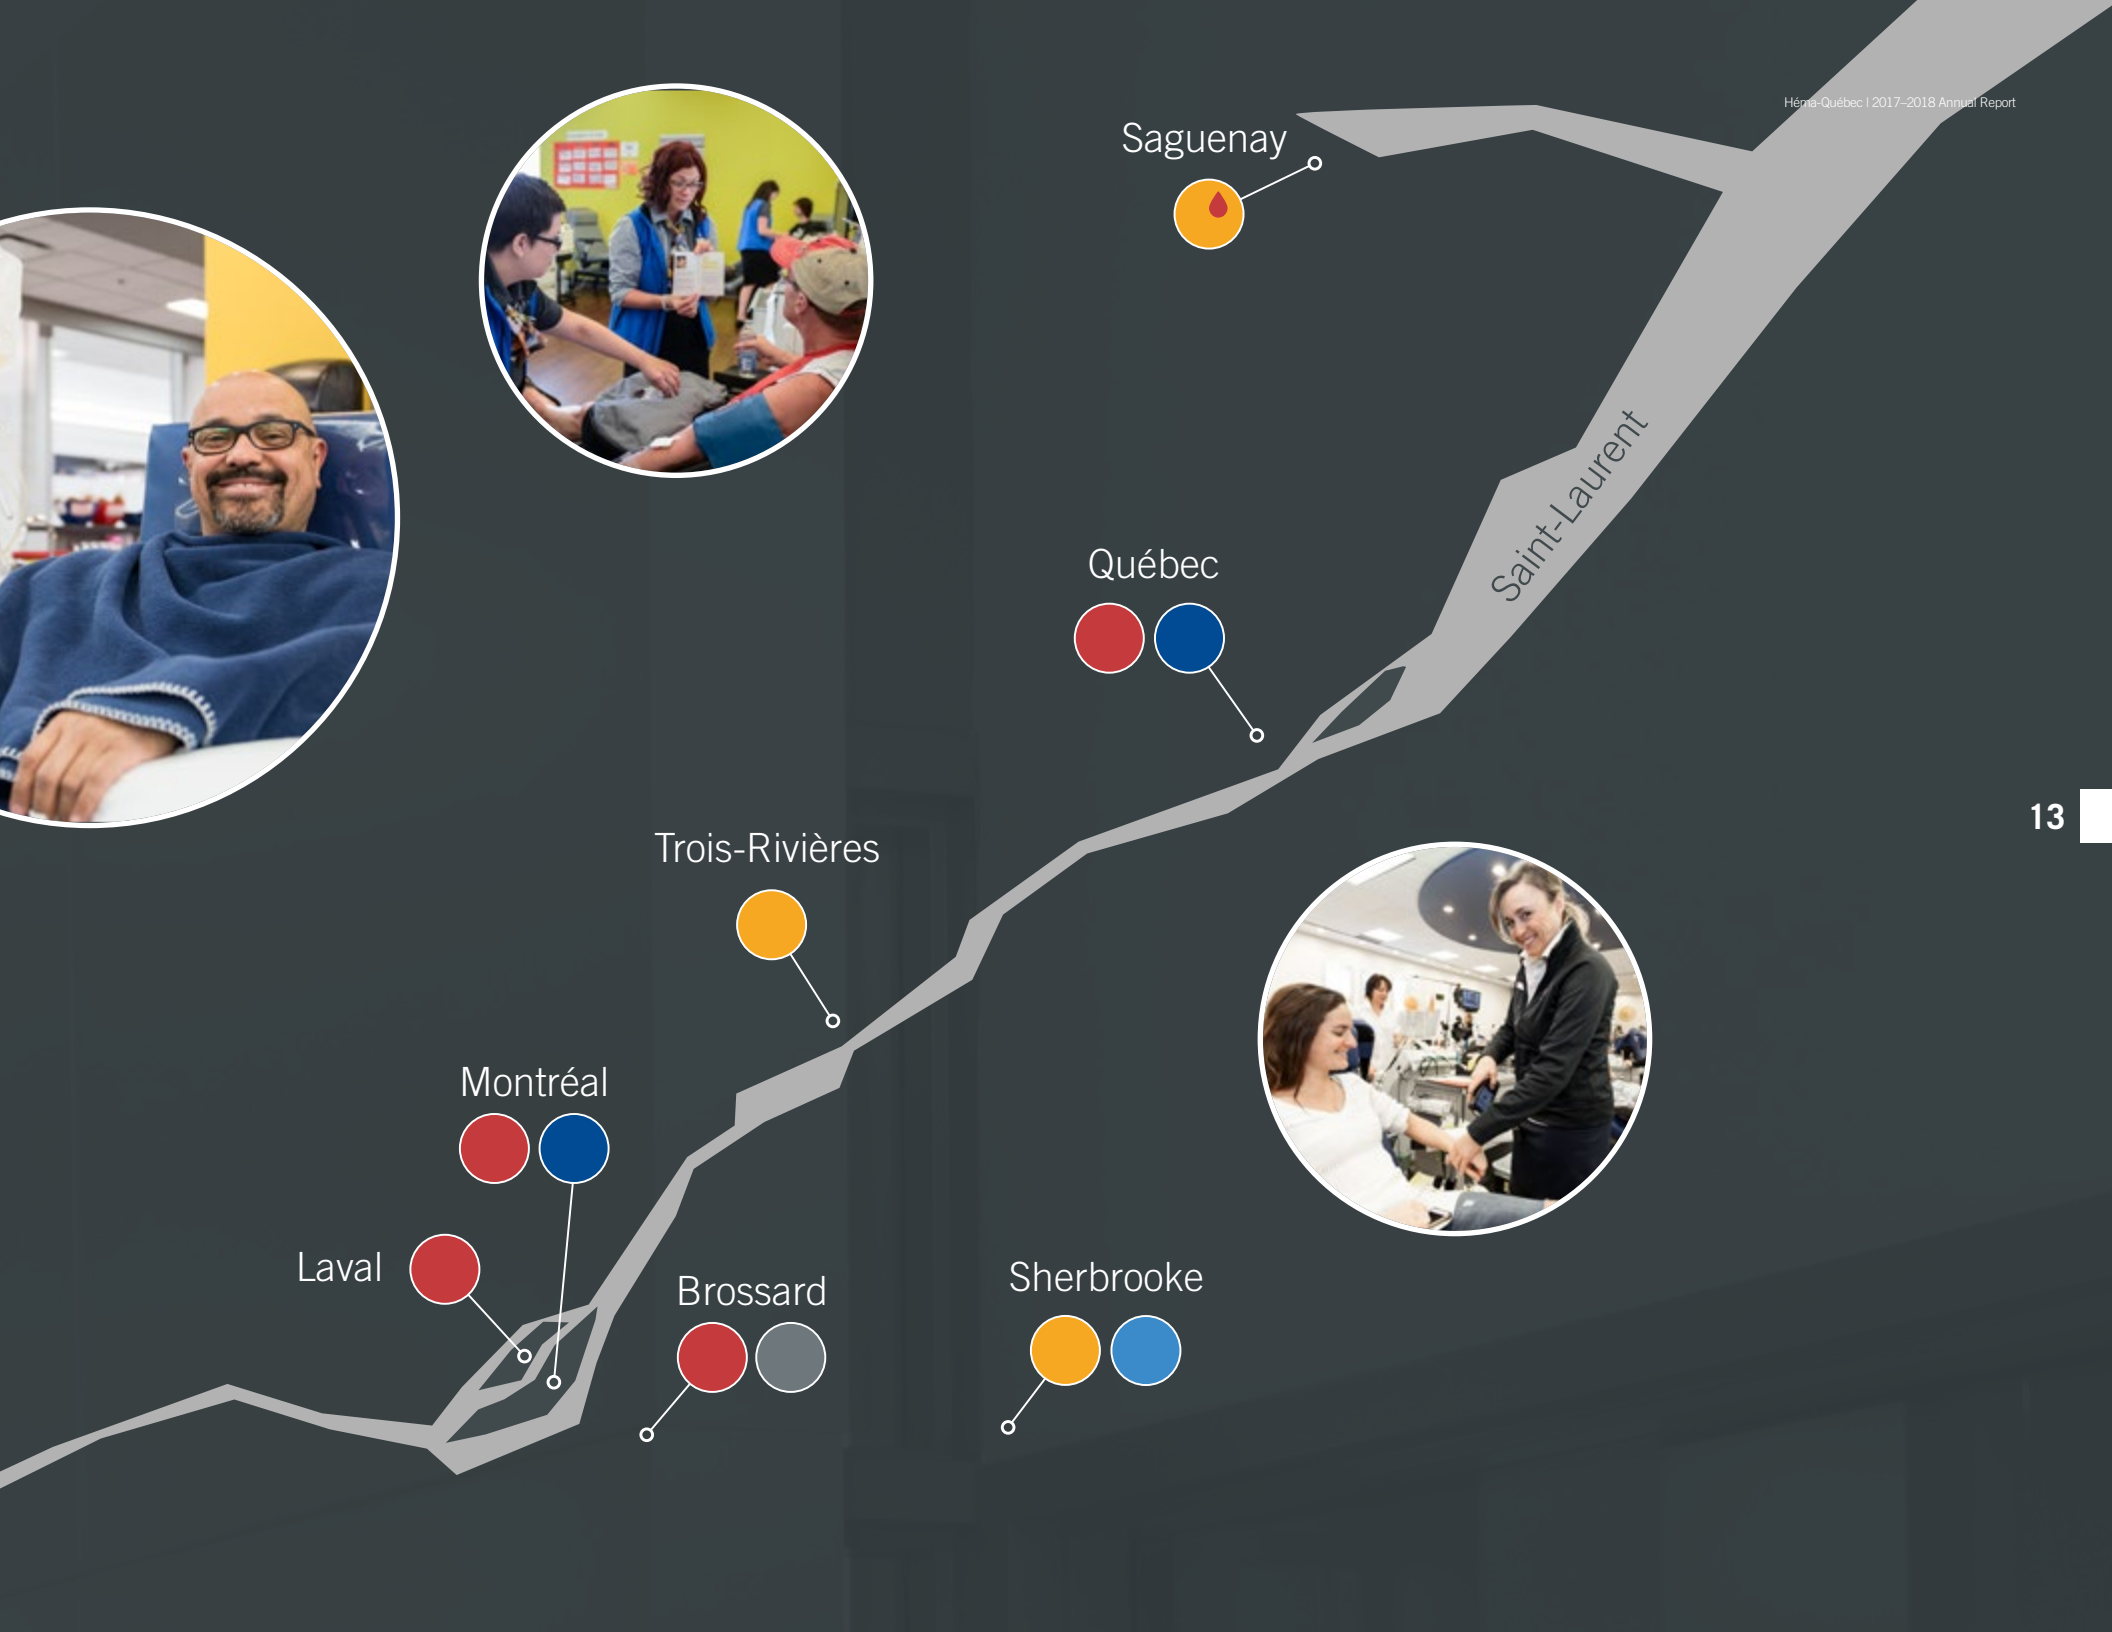 Héma-Québec | 2017–2018 Annual Report
Saguenay
Saint-Laurent
Québec
13
Trois-Rivières
Montréal
Laval
Brossard
Sherbrooke